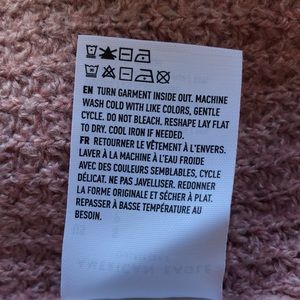 EN TURN GARMENT INSIDE OUT. MACHINE
WASH COLD WITH LIKE COLORS, GENTLE
CYCLE. DO NOT BLEACH. RESHAPE LAY FLAT
TO DRY. COOL IRON IF NEEDED.
FR RETOURNER LE VÊTEMENT À L'ENVERS.
LAVER À LA MACHINE À L'EAU FROIDE
AVEC DES COULEURS SEMBLABLES, CYCLE
DÉLICAT. NE PAS JAVELLISER. REDONNER
LA FORME ORIGINALE ET SÉCHER À PLAT.
REPASSER À BASSE TEMPÉRATURE AU
BESOIN.
AMERICAN EAGLE